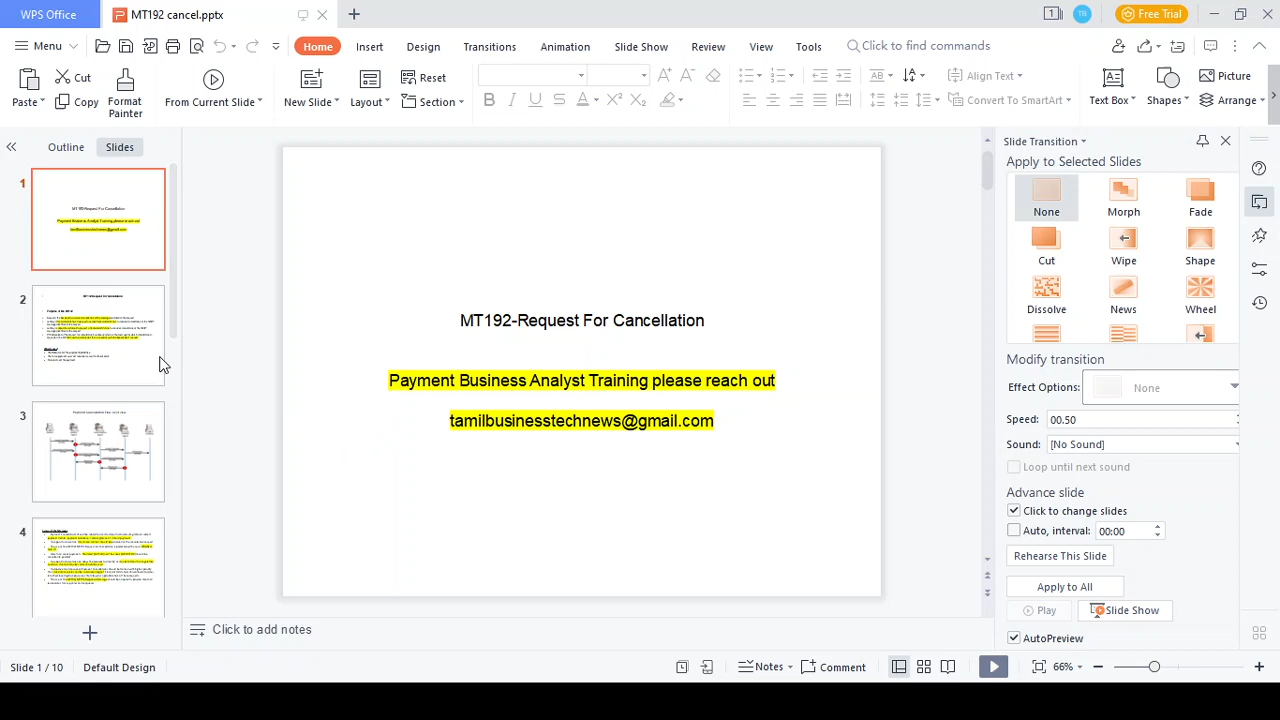 WPS Office
MT192 cancel.pptx
1
TB
Free Trial
Menu
Home
Insert
Design
Transitions
Animation
Slide Show
Review
View
Tools
Click to find commands
Paste
Cut
Copy
Format
Painter
From Current Slide
New Slide
Layout
Reset
Section
Align Text
Convert To SmartArt
Text Box
Shapes
Picture
Arrange
Outline
Slides
1
2
3
4
MT192-Request For Cancellation
Payment Business Analyst Training please reach out
tamilbusinesstechnews@gmail.com
Slide Transition
Apply to Selected Slides
None
Morph
Fade
Cut
Wipe
Shape
Dissolve
News
Wheel
Modify transition
Effect Options:
None
Speed:
00.50
Sound:
[No Sound]
Loop until next sound
Advance slide
Click to change slides
Auto, interval:
00:00
Rehearse This Slide
Apply to All
Play
Slide Show
AutoPreview
Click to add notes
Slide 1 / 10
Default Design
Notes
Comment
66%